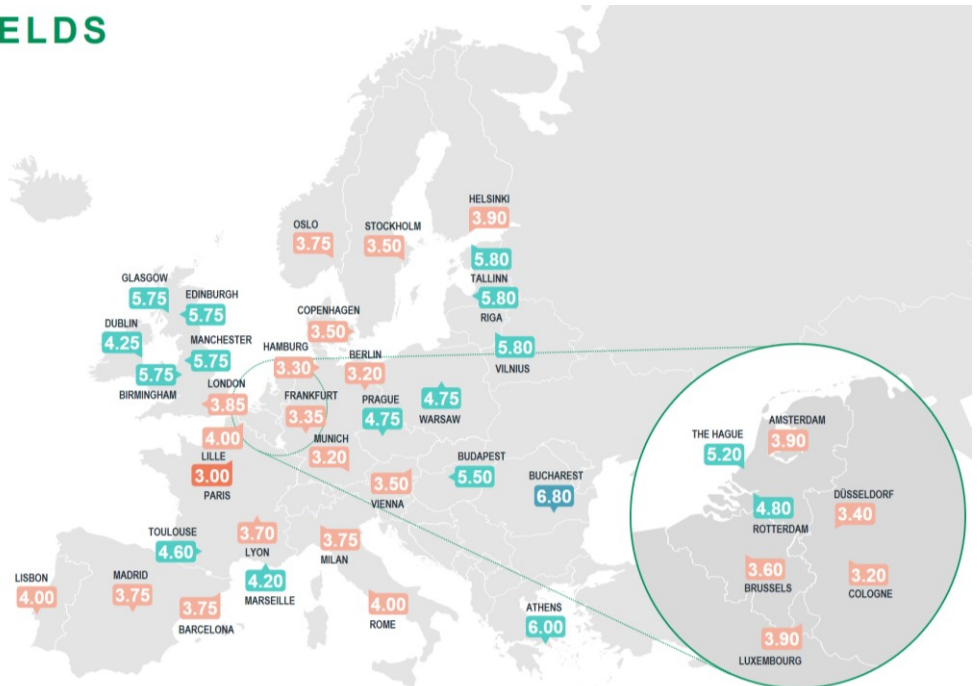 ELDS
HELSINKI
3.90
OSLO
3.75
STOCKHOLM
3.50
5.80
TALLINN
5.80
RIGA
GLASGOW
5.75
EDINBURGH
5.75
COPENHAGEN
3.50
DUBLIN
4.25
MANCHESTER
5.75
5.80
VILNIUS
HAMBURG
3.30
BERLIN
3.20
5.75
BIRMINGHAM
LONDON
3.85
FRANKFURT
3.35
PRAGUE
4.75
4.75
WARSAW
4.00
LILLE
MUNICH
3.20
3.00
PARIS
BUDAPEST
5.50
BUCHAREST
6.80
3.50
VIENNA
TOULOUSE
4.60
3.70
LYON
3.75
MILAN
4.20
MARSEILLE
LISBON
4.00
MADRID
3.75
3.75
BARCELONA
4.00
ROME
ATHENS
6.00
THE HAGUE
5.20
AMSTERDAM
3.90
4.80
ROTTERDAM
DÜSSELDORF
3.40
3.60
BRUSSELS
3.20
COLOGNE
3.90
LUXEMBOURG